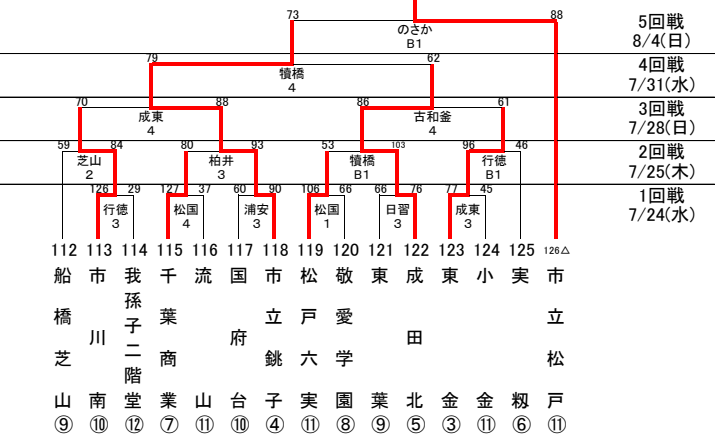 73 88 5回戦
のさか 8/4(日)
B1
79 62 4回戦
犢橋 7/31(水)
4
70 88 86 61 3回戦
成東 古和釜 7/28(日)
4 4
59 84 80 93 53 103 96 46 2回戦
芝山 柏井 犢橋 行徳 7/25(木)
2 3 B1 B1
126 29 127 37 60 90 106 66 66 76 77 45 1回戦
行徳 松国 浦安 松国 日習 成東 7/24(水)
3 4 3 1 3 3
112 113 114 115 116 117 118 119 120 121 122 123 124 125 126△
船橋芝山⑨
市川南⑩
我孫子二階堂⑫
千葉商業⑦
流山⑪
国府台⑩
市立銚子④
松戸六実⑪
敬愛学園⑧
東葉⑨
成田北⑤
東金③
小金⑪
実籾⑥
市立松戸⑪